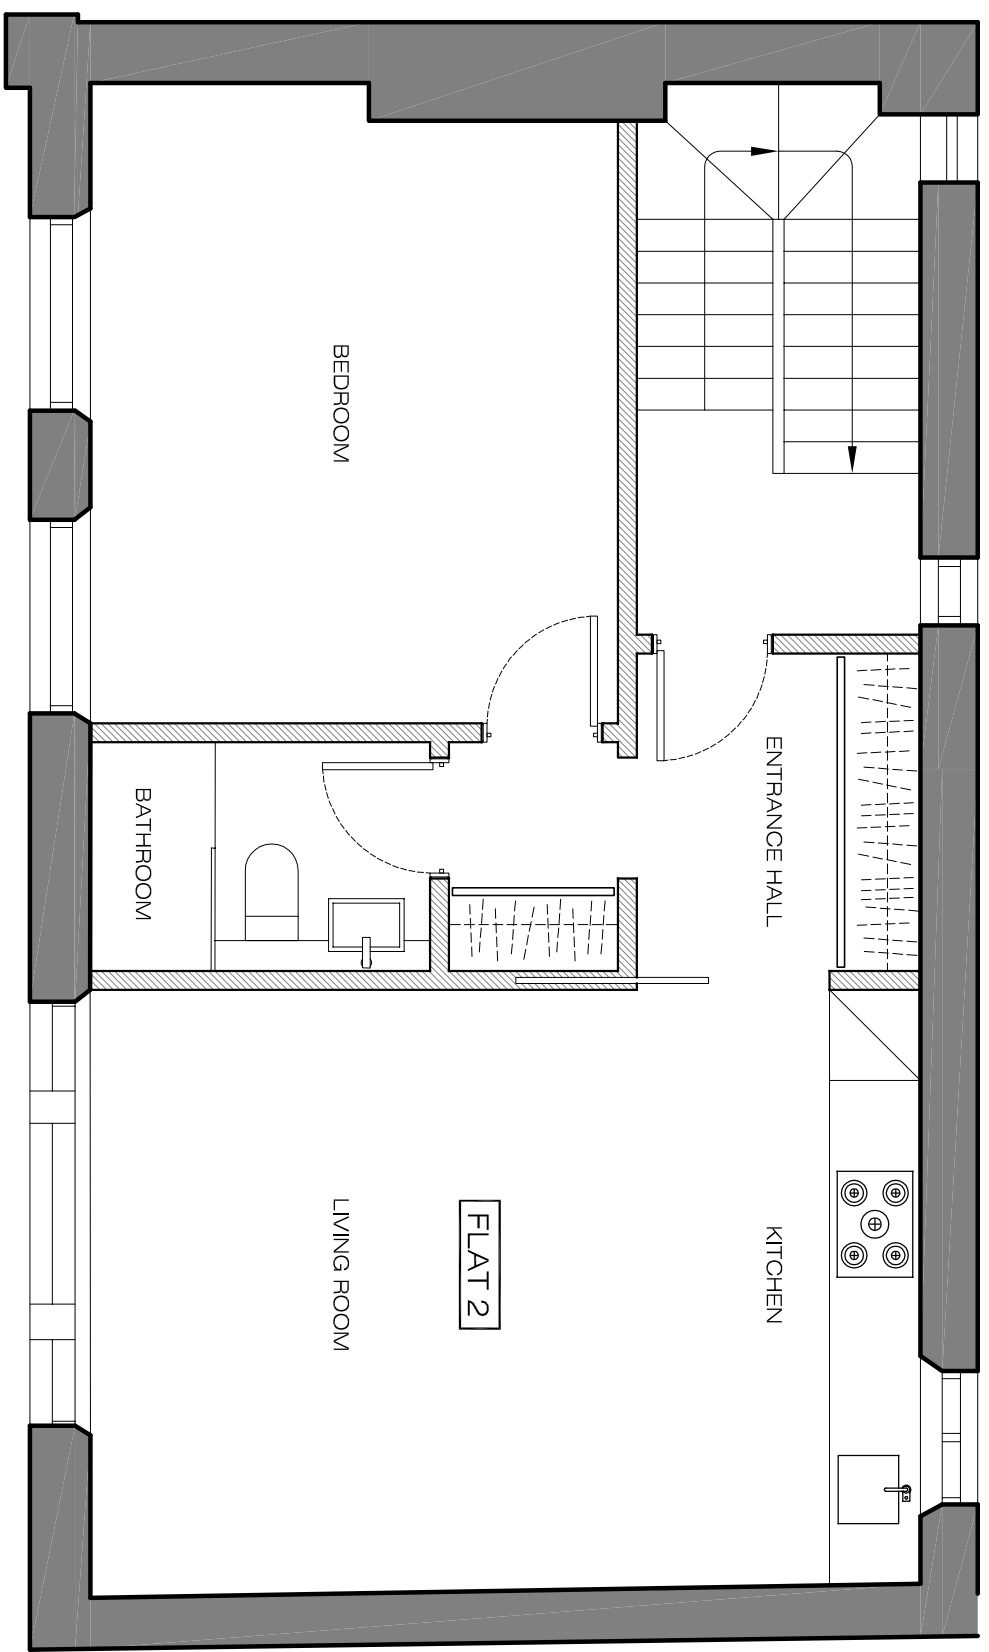 BEDROOM
ENTRANCE HALL
BATHROOM
KITCHEN
FLAT 2
LIVING ROOM